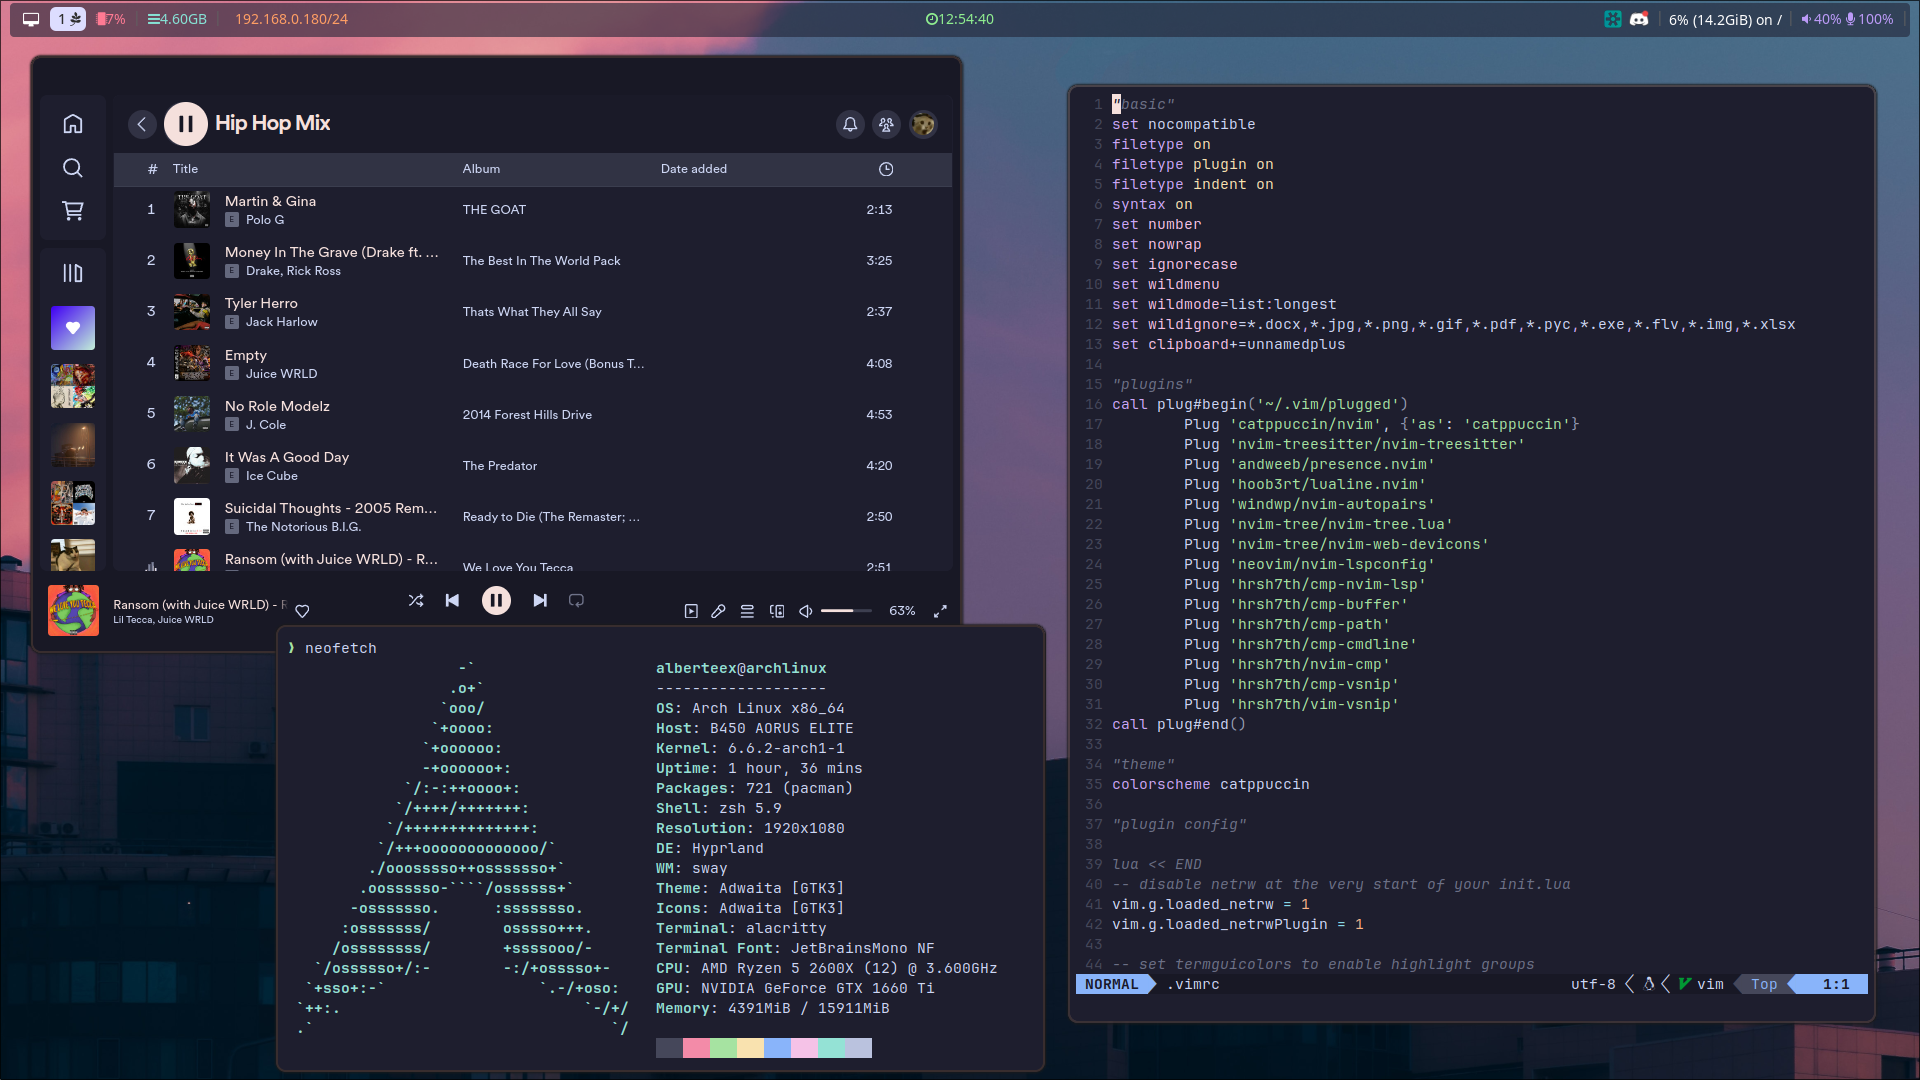 1 7% 4.60GB 192.168.0.180/24 12:54:40 6% (14.2GiB) on / 40% 100%
Hip Hop Mix
# Title Album Date added
1 Martin & Gina THE GOAT 2:13
E Polo G
2 Money In The Grave (Drake ft. ... The Best In The World Pack 3:25
E Drake, Rick Ross
3 Tyler Herro Thats What They All Say 2:37
E Jack Harlow
4 Empty Death Race For Love (Bonus T... 4:08
E Juice WRLD
5 No Role Modelz 2014 Forest Hills Drive 4:53
E J. Cole
6 It Was A Good Day The Predator 4:20
E Ice Cube
7 Suicidal Thoughts - 2005 Rem... Ready to Die (The Remaster; ... 2:50
E The Notorious B.I.G.
Ransom (with Juice WRLD) - R... We Love You Tecca 2:51
Ransom (with Juice WRLD) - R
Lil Tecca, Juice WRLD
63%
❯ neofetch
                  -`
                 .o+`
                `ooo/
               `+oooo:
              `+oooooo:
              -+oooooo+:
            `/:-:++oooo+:
           `/++++/+++++++:
          `/++++++++++++++:
         `/+++ooooooooooooo/`
        ./ooosssso++osssssso+`
       .oossssso-````/ossssss+`
      -osssssso.      :ssssssso.
     :osssssss/        osssso+++.
    /ossssssss/        +ssssooo/-
  `/ossssso+/:-        -:/+osssso+-
 `+sso+:-`                 `.-/+oso:
`++:.                           `-/+/
.`                                 `/
alberteex@archlinux
-------------------
OS: Arch Linux x86_64
Host: B450 AORUS ELITE
Kernel: 6.6.2-arch1-1
Uptime: 1 hour, 36 mins
Packages: 721 (pacman)
Shell: zsh 5.9
Resolution: 1920x1080
DE: Hyprland
WM: sway
Theme: Adwaita [GTK3]
Icons: Adwaita [GTK3]
Terminal: alacritty
Terminal Font: JetBrainsMono NF
CPU: AMD Ryzen 5 2600X (12) @ 3.600GHz
GPU: NVIDIA GeForce GTX 1660 Ti
Memory: 4391MiB / 15911MiB
1 "basic"
2 set nocompatible
3 filetype on
4 filetype plugin on
5 filetype indent on
6 syntax on
7 set number
8 set nowrap
9 set ignorecase
10 set wildmenu
11 set wildmode=list:longest
12 set wildignore=*.docx,*.jpg,*.png,*.gif,*.pdf,*.pyc,*.exe,*.flv,*.img,*.xlsx
13 set clipboard+=unnamedplus
14
15 "plugins"
16 call plug#begin('~/.vim/plugged')
17         Plug 'catppuccin/nvim', {'as': 'catppuccin'}
18         Plug 'nvim-treesitter/nvim-treesitter'
19         Plug 'andweeb/presence.nvim'
20         Plug 'hoob3rt/lualine.nvim'
21         Plug 'windwp/nvim-autopairs'
22         Plug 'nvim-tree/nvim-tree.lua'
23         Plug 'nvim-tree/nvim-web-devicons'
24         Plug 'neovim/nvim-lspconfig'
25         Plug 'hrsh7th/cmp-nvim-lsp'
26         Plug 'hrsh7th/cmp-buffer'
27         Plug 'hrsh7th/cmp-path'
28         Plug 'hrsh7th/cmp-cmdline'
29         Plug 'hrsh7th/nvim-cmp'
30         Plug 'hrsh7th/cmp-vsnip'
31         Plug 'hrsh7th/vim-vsnip'
32 call plug#end()
33
34 "theme"
35 colorscheme catppuccin
36
37 "plugin config"
38
39 lua << END
40 -- disable netrw at the very start of your init.lua
41 vim.g.loaded_netrw = 1
42 vim.g.loaded_netrwPlugin = 1
43
44 -- set termguicolors to enable highlight groups
NORMAL .vimrc utf-8 vim Top 1:1